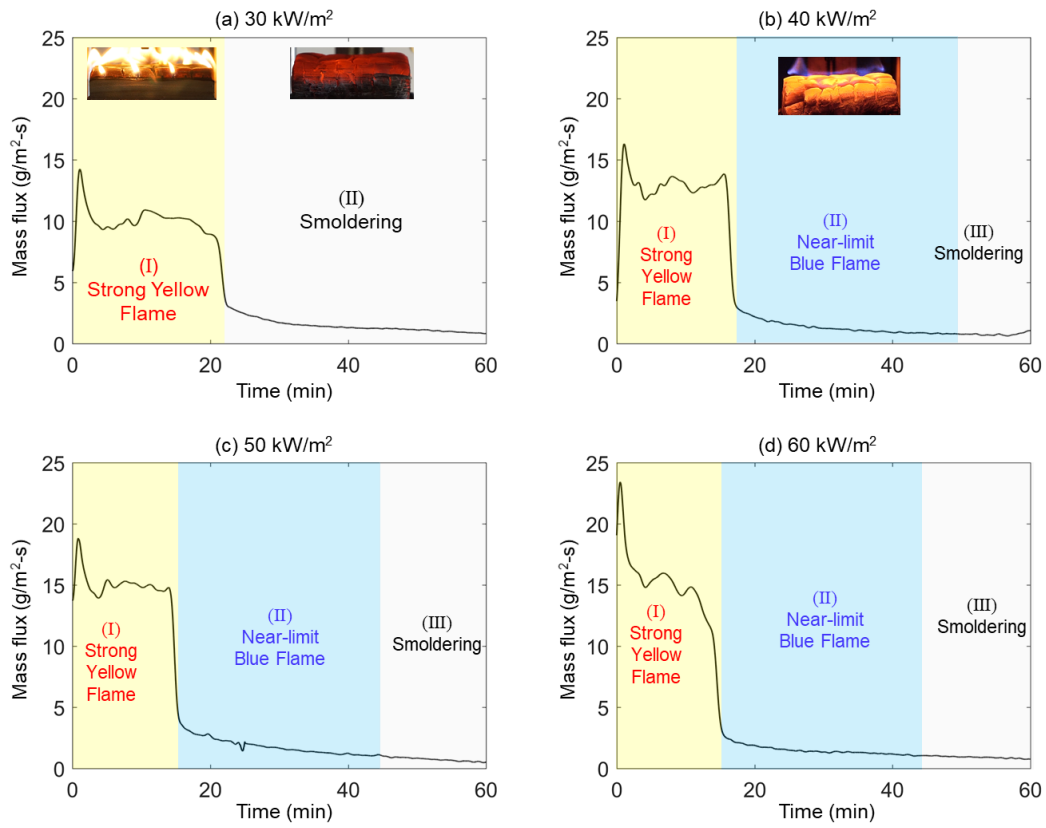 (a) 30 kW/m²
25
20
15
10
5
0
Mass flux (g/m²-s)
(I)
Strong Yellow
Flame
(II)
Smoldering
0
20
40
60
Time (min)
(b) 40 kW/m²
25
20
15
10
5
0
Mass flux (g/m²-s)
(I)
Strong
Yellow
Flame
(II)
Near-limit
Blue Flame
(III)
Smoldering
0
20
40
60
Time (min)
(c) 50 kW/m²
25
20
15
10
5
0
Mass flux (g/m²-s)
(I)
Strong
Yellow
Flame
(II)
Near-limit
Blue Flame
(III)
Smoldering
0
20
40
60
Time (min)
(d) 60 kW/m²
25
20
15
10
5
0
Mass flux (g/m²-s)
(I)
Strong
Yellow
Flame
(II)
Near-limit
Blue Flame
(III)
Smoldering
0
20
40
60
Time (min)